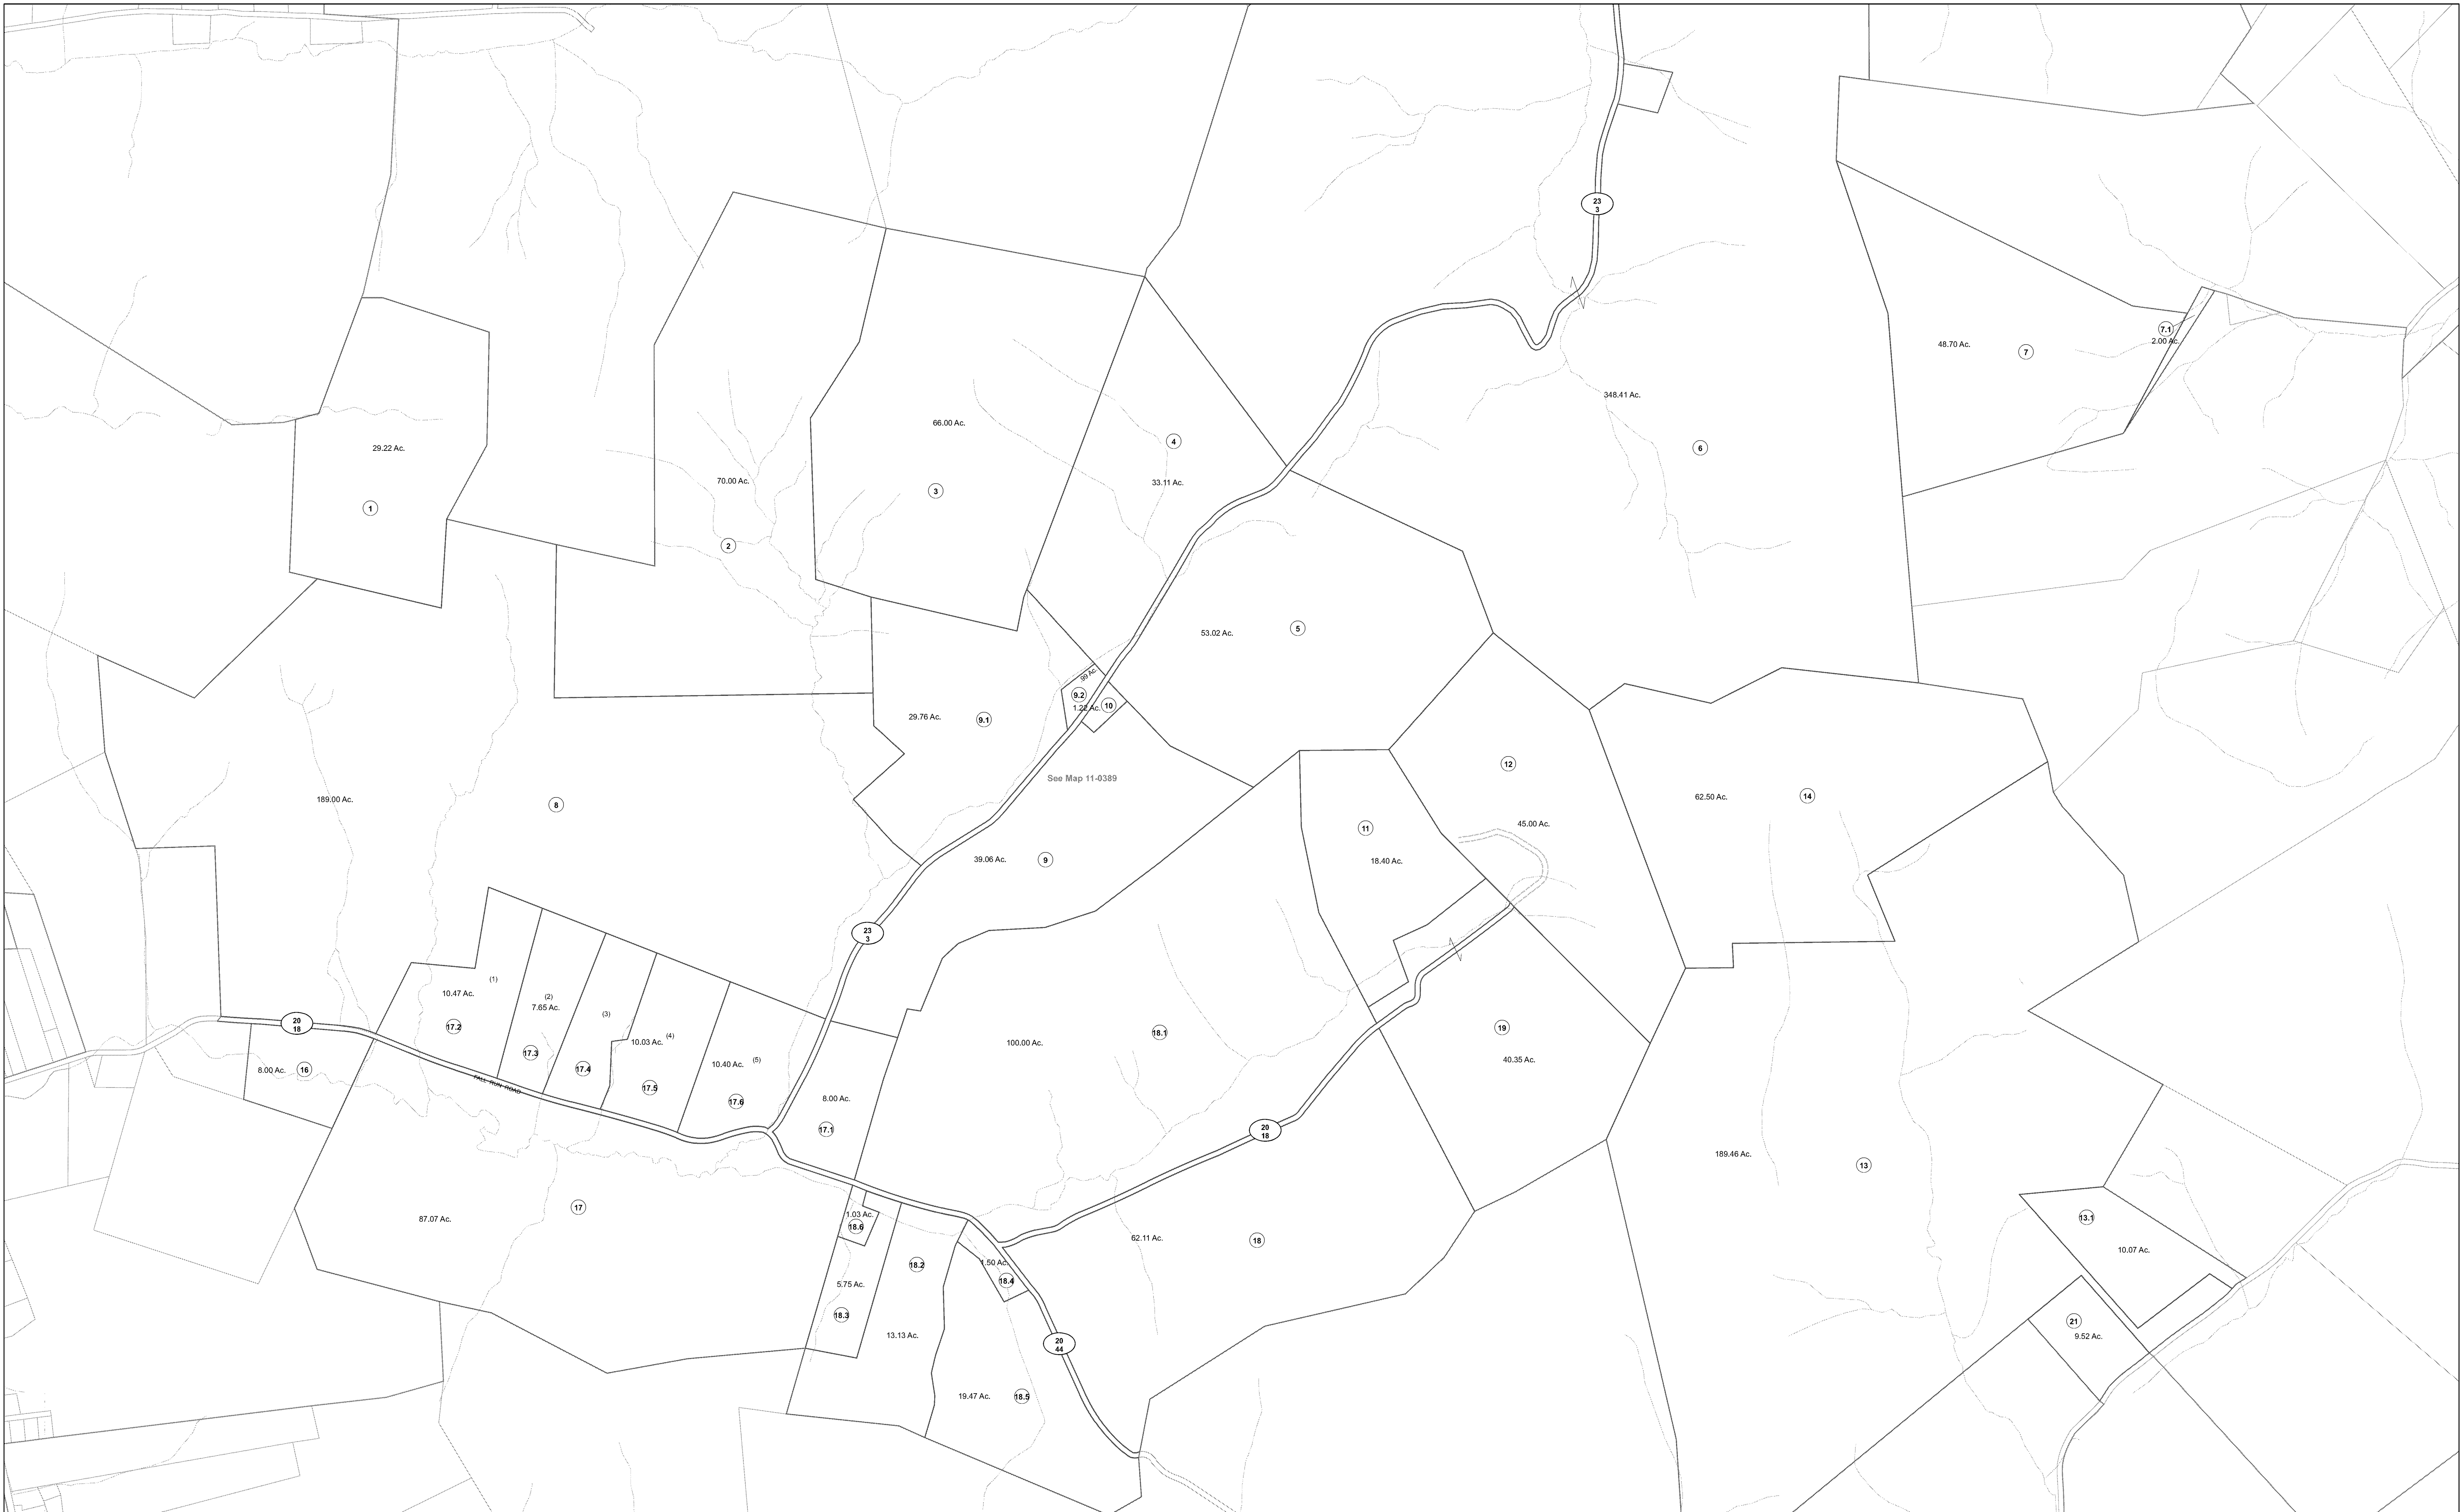 23
3
7.1
2.00 Ac.
48.70 Ac.
7
348.41 Ac.
66.00 Ac.
4
6
29.22 Ac.
70.00 Ac.
33.11 Ac.
3
1
2
53.02 Ac.
5
.99 Ac.
9.2
1.22 Ac.
10
29.76 Ac.
9.1
12
See Map 11-0389
189.00 Ac.
8
62.50 Ac.
14
11
45.00 Ac.
39.06 Ac.
9
18.40 Ac.
23
3
(1)
10.47 Ac.
(2)
7.65 Ac.
(3)
20
18
17.2
10.03 Ac.
(4)
100.00 Ac.
18.1
19
17.3
10.40 Ac.
(5)
40.35 Ac.
8.00 Ac.
16
17.4
FALL RUN ROAD
17.5
17.6
8.00 Ac.
17.1
20
18
189.46 Ac.
13
87.07 Ac.
17
1.03 Ac.
18.6
13.1
62.11 Ac.
18
10.07 Ac.
18.2
1.50 Ac.
18.4
5.75 Ac.
18.3
21
9.52 Ac.
13.13 Ac.
20
44
19.47 Ac.
18.5